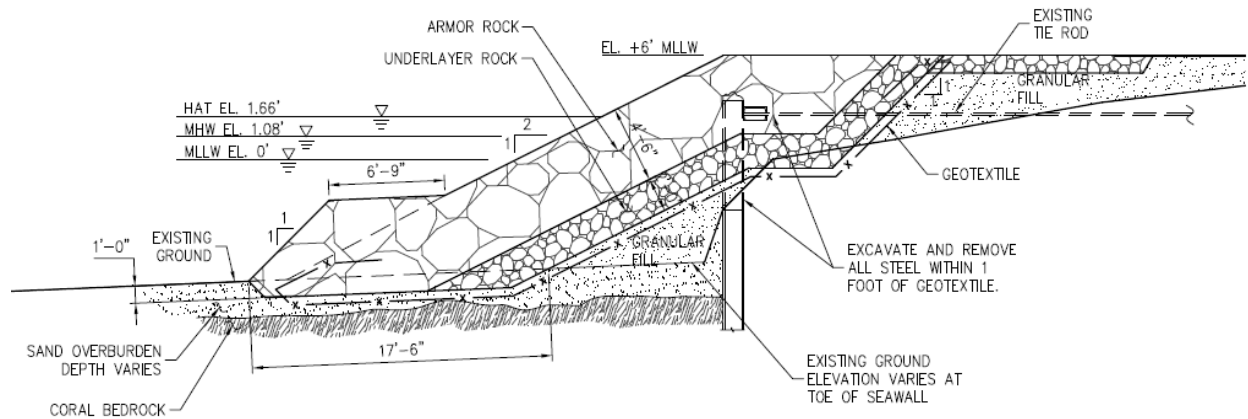 ARMOR ROCK
UNDERLAYER ROCK
EL. +6' MLLW
EXISTING
TIE ROD
HAT EL. 1.66'
MHW EL. 1.08'
MLLW EL. 0'
2
1
4'-6"
GRANULAR
FILL
1
1
6'-9"
GEOTEXTILE
1
1
1'-0"
EXISTING
GROUND
GRANULAR
FILL
EXCAVATE AND REMOVE
ALL STEEL WITHIN 1
FOOT OF GEOTEXTILE.
SAND OVERBURDEN
DEPTH VARIES
17'-6"
CORAL BEDROCK
EXISTING GROUND
ELEVATION VARIES AT
TOE OF SEAWALL